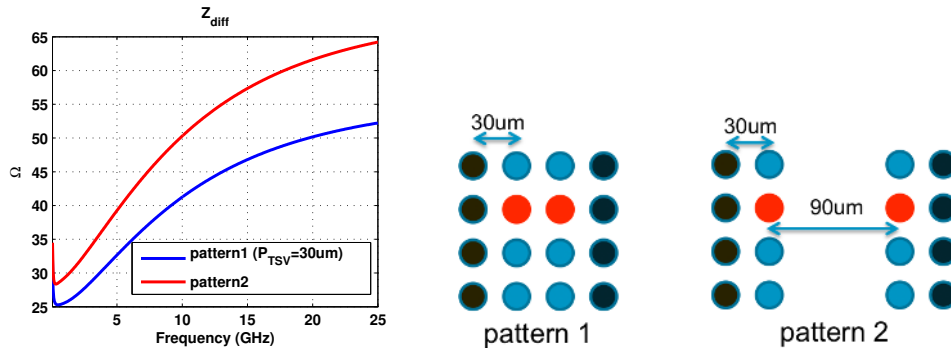 Z_diff
65
60
55
50
45
40
35
30
25
Ω
5 10 15 20 25
Frequency (GHz)
pattern1 (P_TSV=30um)
pattern2
30um
pattern 1
30um
90um
pattern 2